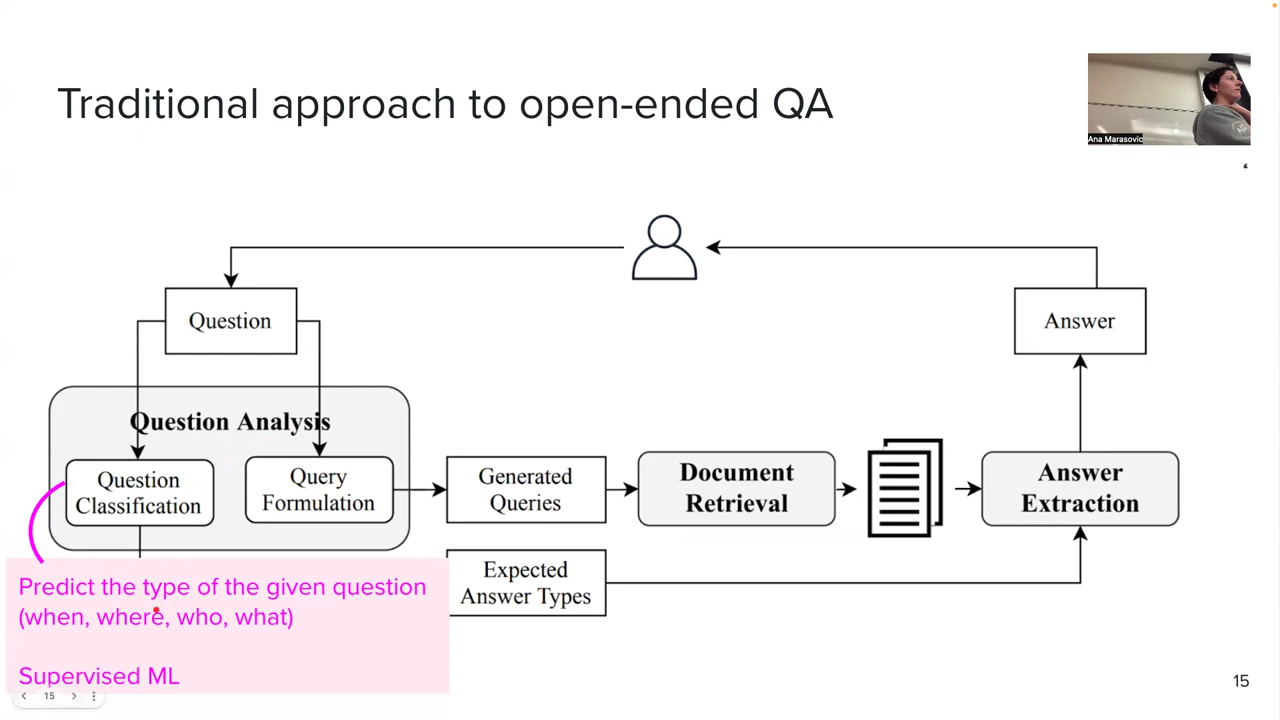 Traditional approach to open-ended QA
Ana Marasovic
Question
Answer
Question Analysis
Question
Classification
Query
Formulation
Generated
Queries
Document
Retrieval
Answer
Extraction
Expected
Answer Types
Predict the type of the given question
(when, where, who, what)
Supervised ML
15
15